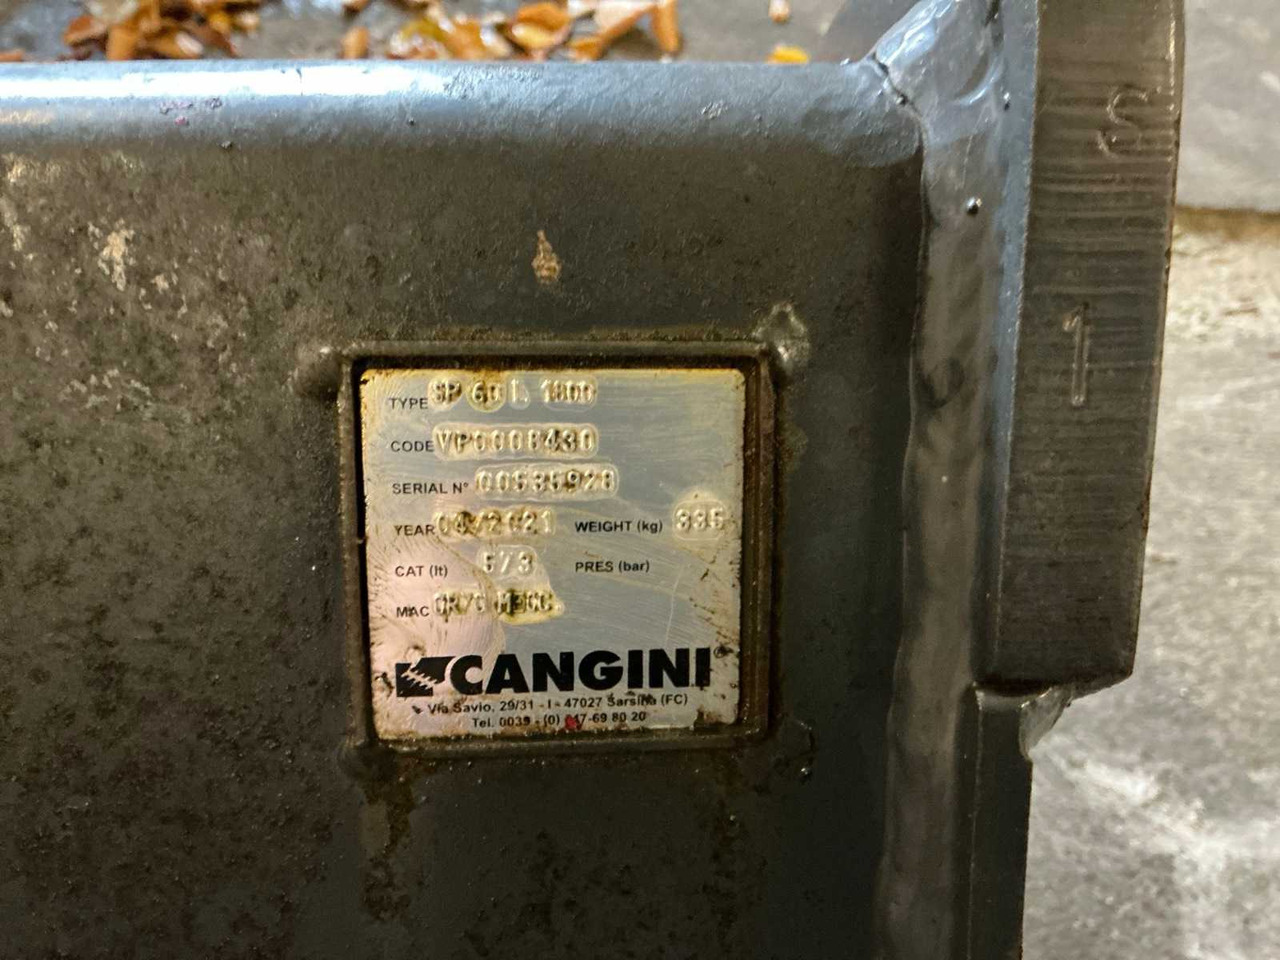 S
1
TYPE SP 60 L 1800
CODE VP0008430
SERIAL N° 00535928
YEAR 04/2021 WEIGHT (kg) 335
CAT (lt) 573 PRES (bar)
MAC
CANGINI®
Via Savio, 29/31 - I - 47027 Sarsina (FC)
Tel. 0039 - (0) 547-69 80 20